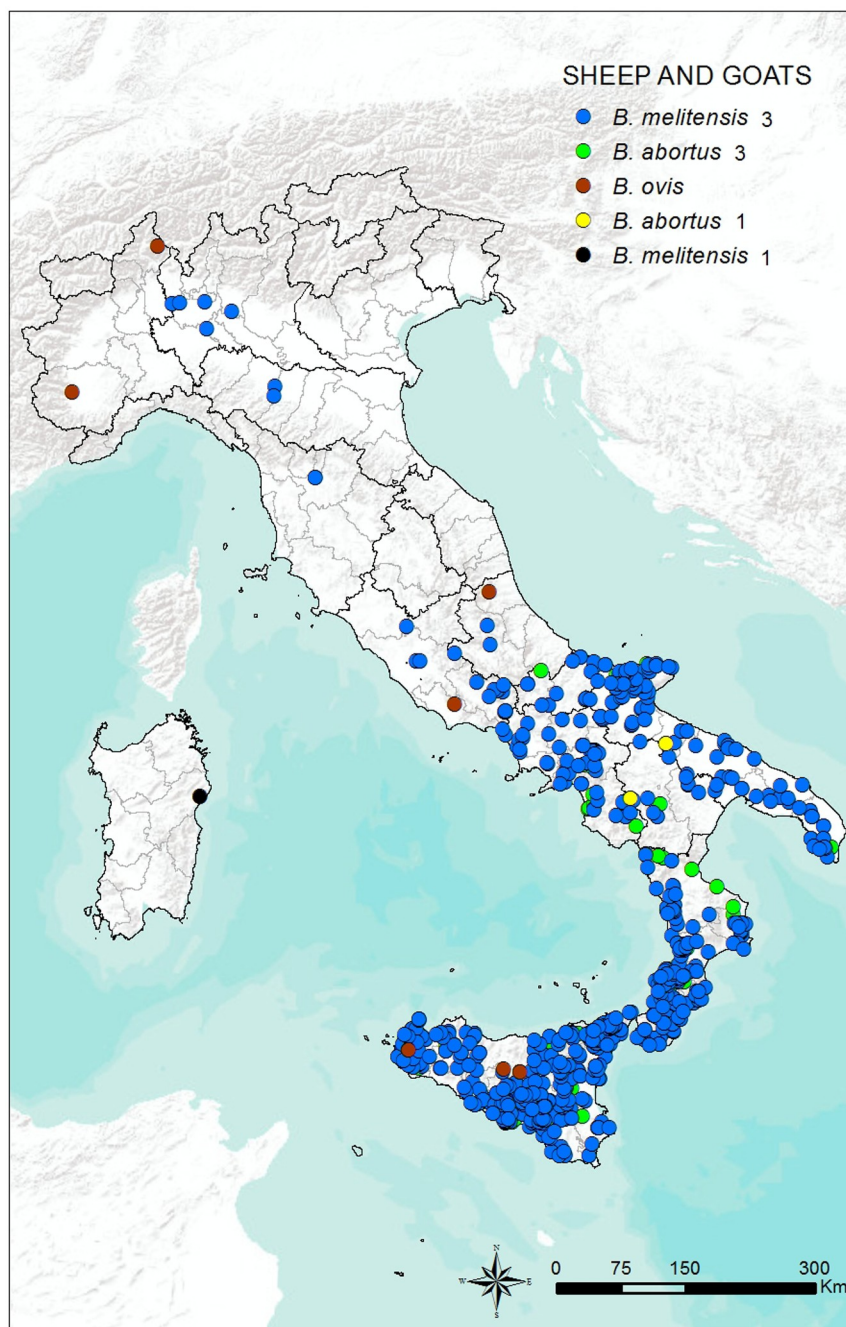 SHEEP AND GOATS
B. melitensis 3
B. abortus 3
B. ovis
B. abortus 1
B. melitensis 1
N
W E
S
0 75 150 300
Km